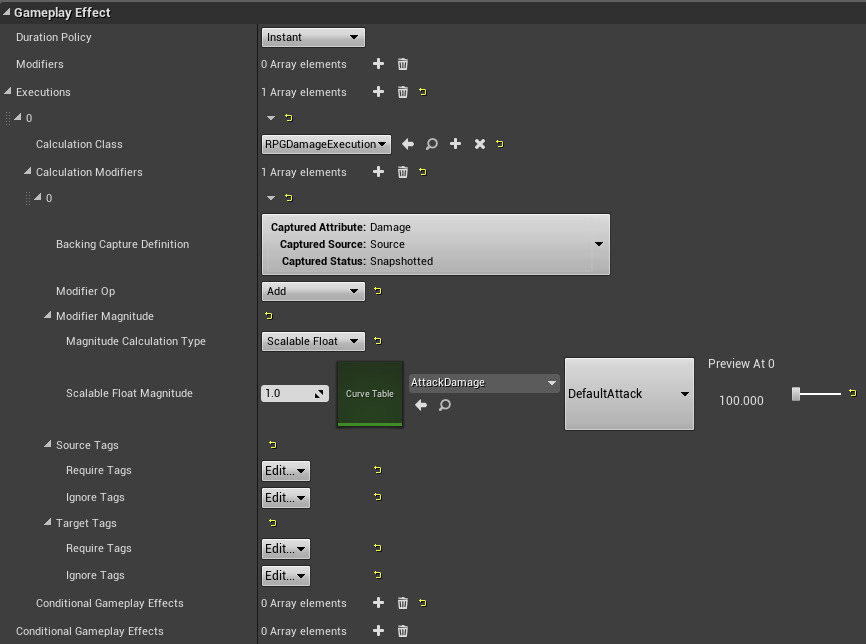 Gameplay Effect
Duration Policy
Instant
Modifiers
0 Array elements
Executions
1 Array elements
0
Calculation Class
RPGDamageExecution
Calculation Modifiers
1 Array elements
0
Backing Capture Definition
Captured Attribute: Damage
Captured Source: Source
Captured Status: Snapshotted
Modifier Op
Add
Modifier Magnitude
Magnitude Calculation Type
Scalable Float
Scalable Float Magnitude
1.0
Curve Table
AttackDamage
DefaultAttack
Preview At 0
100.000
Source Tags
Require Tags
Edit...
Ignore Tags
Edit...
Target Tags
Require Tags
Edit...
Ignore Tags
Edit...
Conditional Gameplay Effects
0 Array elements
Conditional Gameplay Effects
0 Array elements